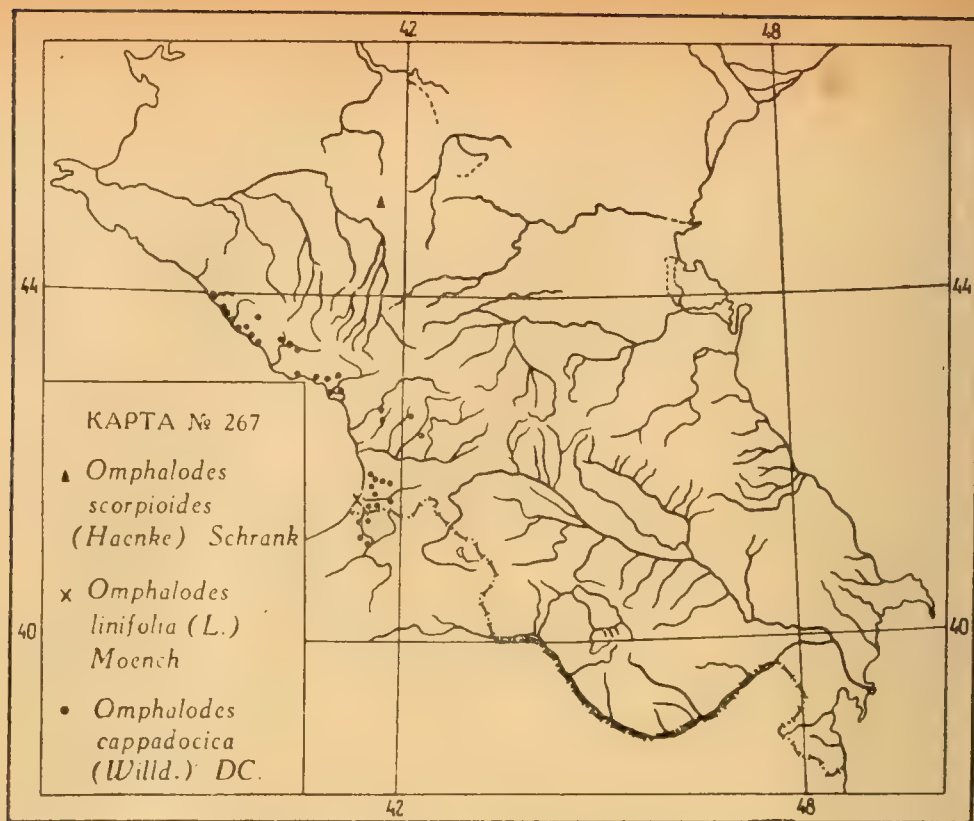 42 48
44 44
КАРТА № 267
▲ Omphalodes
scorpioides
(Haenke) Schrank
× Omphalodes
linifolia (L.)
Moench
40 40
• Omphalodes
cappadocica
(Willd.) DC.
42 48